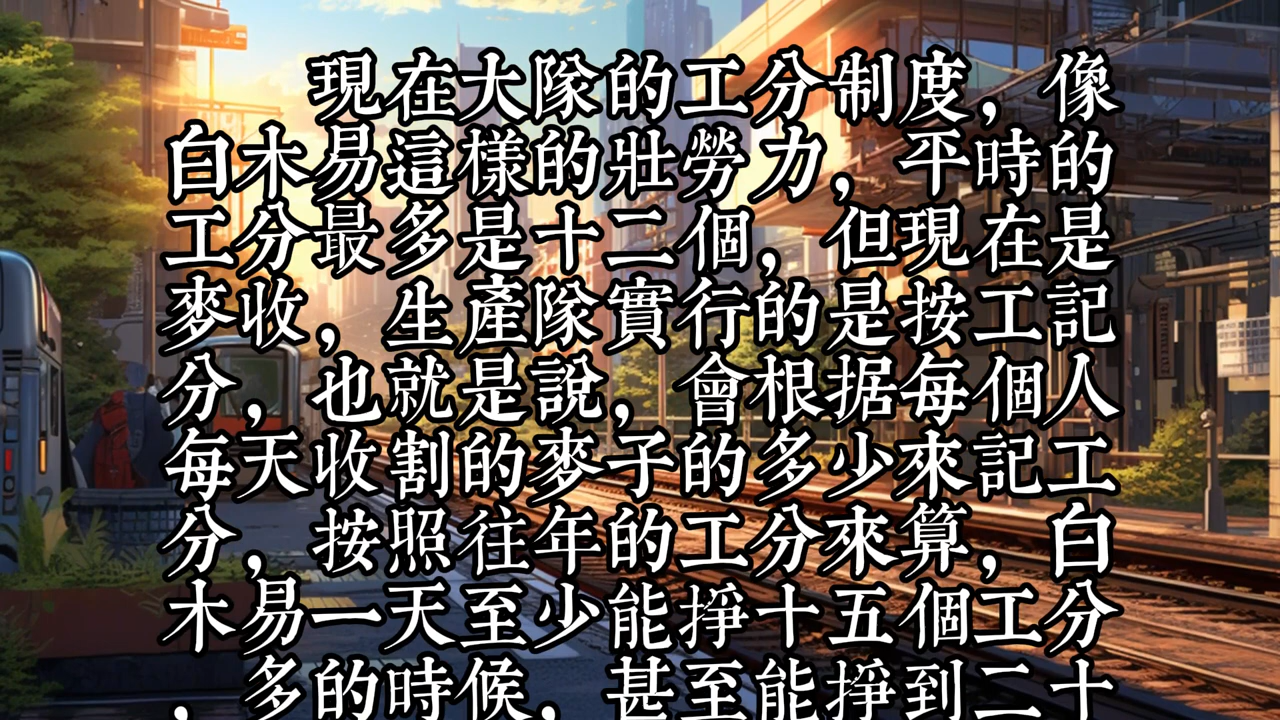 現在大隊的工分制度，像
白木易這樣的壯勞力，平時的
工分最多是十二個，但現在是
麥收，生產隊實行的是按工記
分，也就是說，會根据每個人
每天收割的麥子的多少來記工
分，按照往年的工分來算，白
木易一天至少能掙十五個工分
，多的時候，甚至能掙到二十